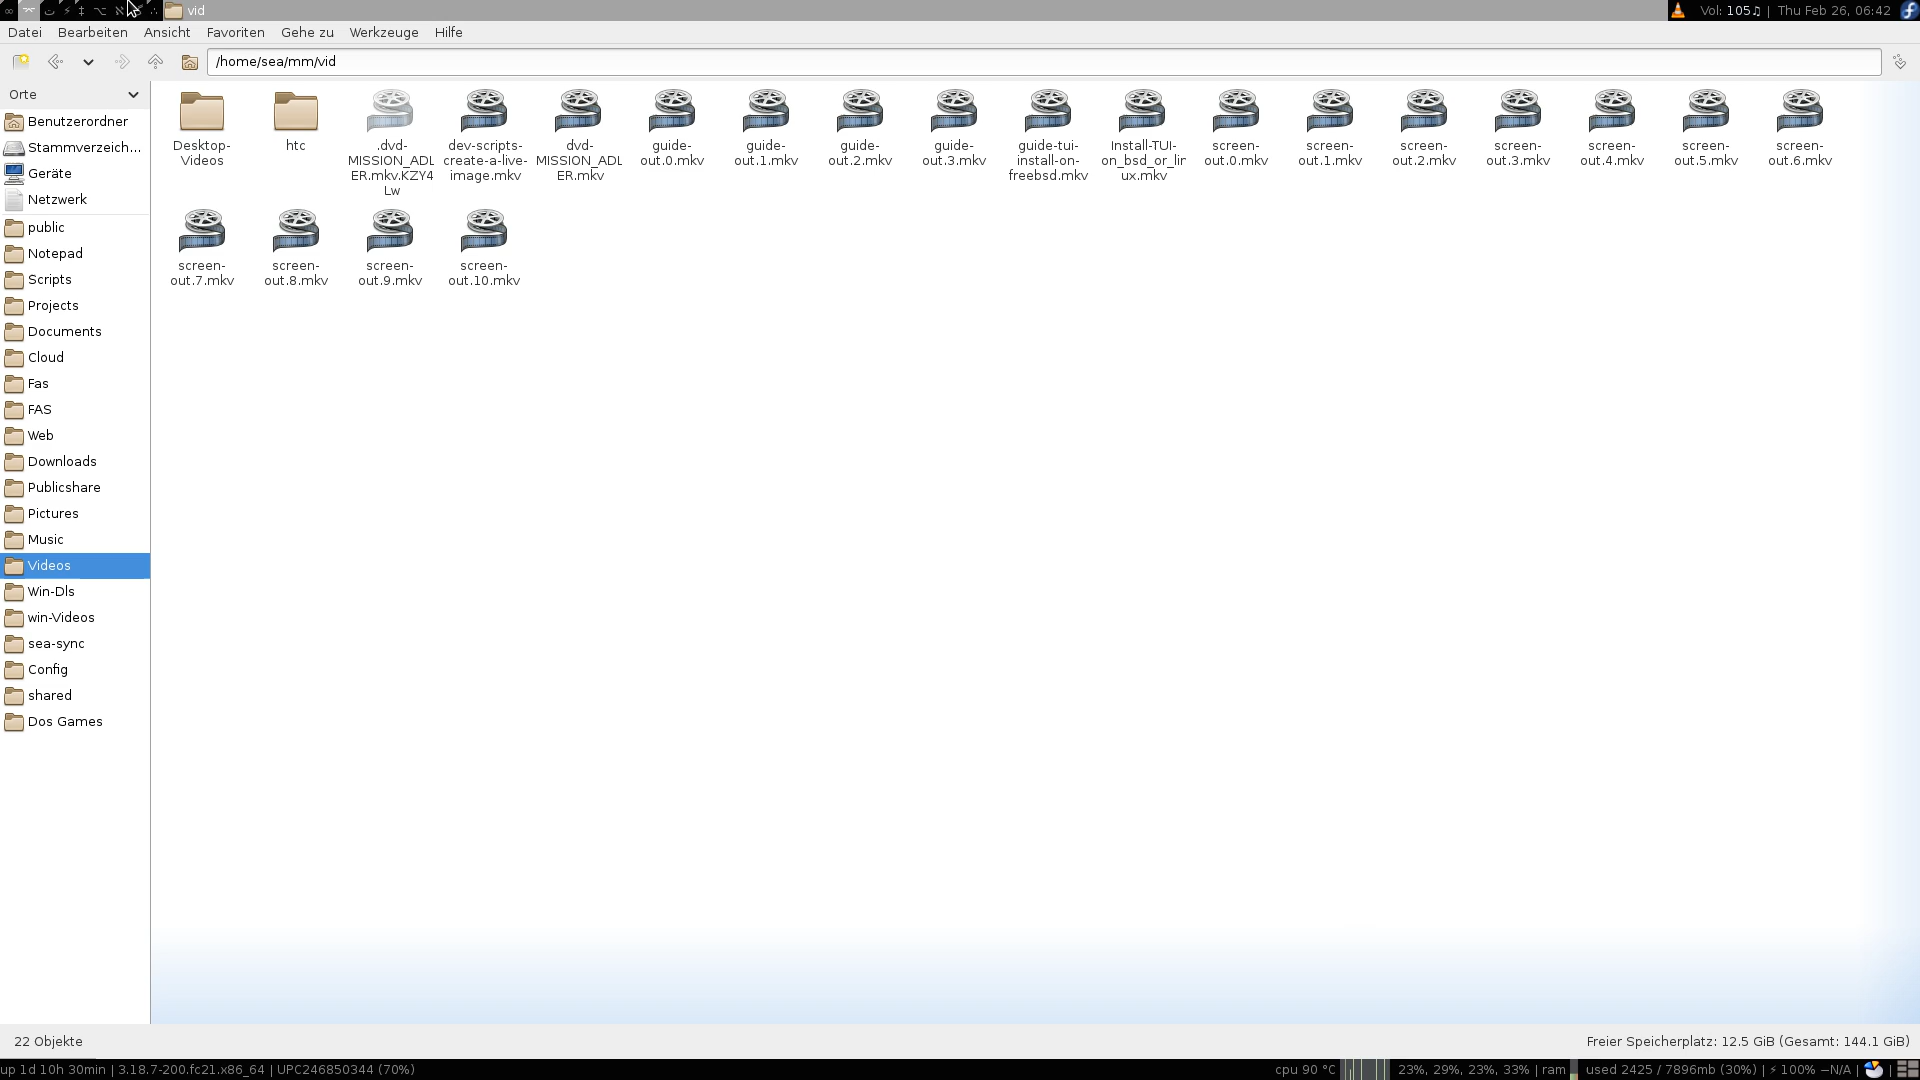 vid
Vol: 105♫ | Thu Feb 26, 06:42
Datei Bearbeiten Ansicht Favoriten Gehe zu Werkzeuge Hilfe
/home/sea/mm/vid
Orte
Benutzerordner
Stammverzeich...
Geräte
Netzwerk
public
Notepad
Scripts
Projects
Documents
Cloud
Fas
FAS
Web
Downloads
Publicshare
Pictures
Music
Videos
Win-Dls
win-Videos
sea-sync
Config
shared
Dos Games
Desktop-
Videos
htc
.dvd-
MISSION_ADL
ER.mkv.KZY4
Lw
dev-scripts-
create-a-live-
image.mkv
dvd-
MISSION_ADL
ER.mkv
guide-
out.0.mkv
guide-
out.1.mkv
guide-
out.2.mkv
guide-
out.3.mkv
guide-tui-
install-on-
freebsd.mkv
Install-TUI-
on_bsd_or_lin
ux.mkv
screen-
out.0.mkv
screen-
out.1.mkv
screen-
out.2.mkv
screen-
out.3.mkv
screen-
out.4.mkv
screen-
out.5.mkv
screen-
out.6.mkv
screen-
out.7.mkv
screen-
out.8.mkv
screen-
out.9.mkv
screen-
out.10.mkv
22 Objekte
Freier Speicherplatz: 12.5 GiB (Gesamt: 144.1 GiB)
up 1d 10h 30min | 3.18.7-200.fc21.x86_64 | UPC246850344 (70%)
cpu 90 °C
23%, 29%, 23%, 33% | ram
used 2425 / 7896mb (30%) | ⚡100% −N/A |